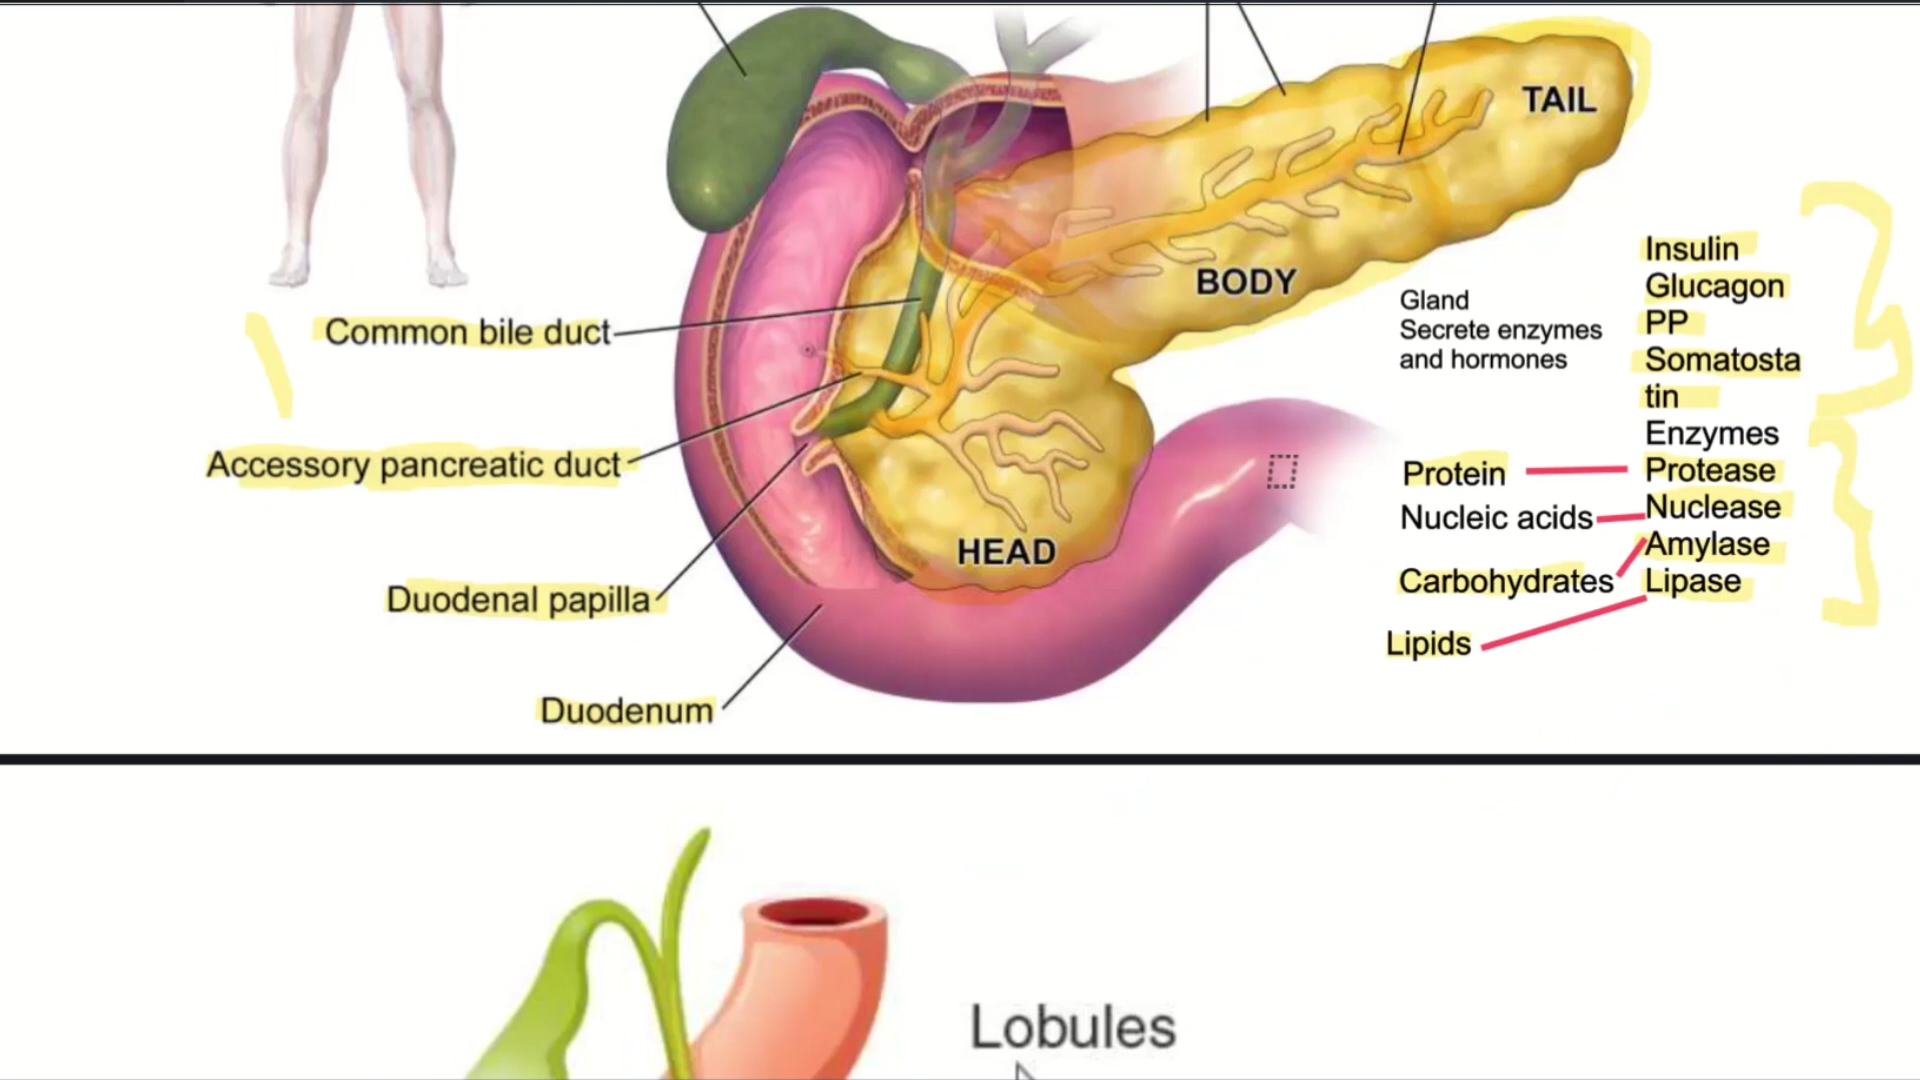 TAIL
BODY
HEAD
Common bile duct
Accessory pancreatic duct
Duodenal papilla
Duodenum
Gland
Secrete enzymes
and hormones
Insulin
Glucagon
PP
Somatosta
tin
Enzymes
Protease
Nuclease
Amylase
Lipase
Protein
Nucleic acids
Carbohydrates
Lipids
Lobules